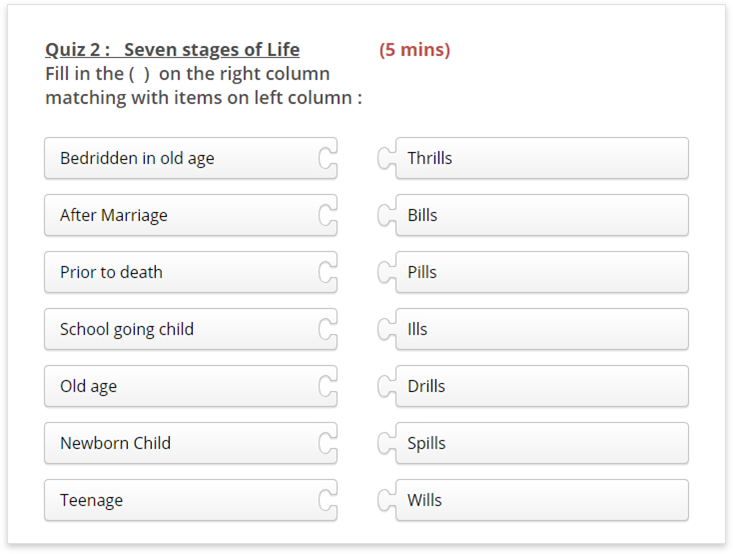 Quiz 2 : Seven stages of Life (5 mins)
Fill in the ( ) on the right column
matching with items on left column :
Bedridden in old age Thrills
After Marriage Bills
Prior to death Pills
School going child Ills
Old age Drills
Newborn Child Spills
Teenage Wills